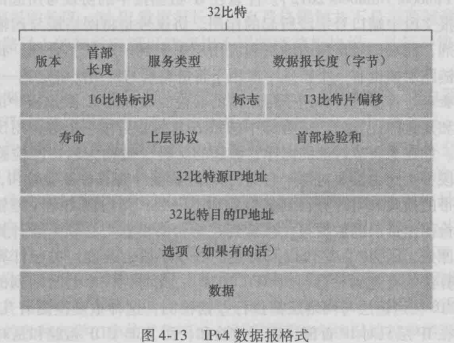 32比特
版本 首部长度 服务类型 数据报长度（字节）
16比特标识 标志 13比特片偏移
寿命 上层协议 首部检验和
32比特源IP地址
32比特目的IP地址
选项（如果有的话）
数据
图 4-13 IPv4 数据报格式